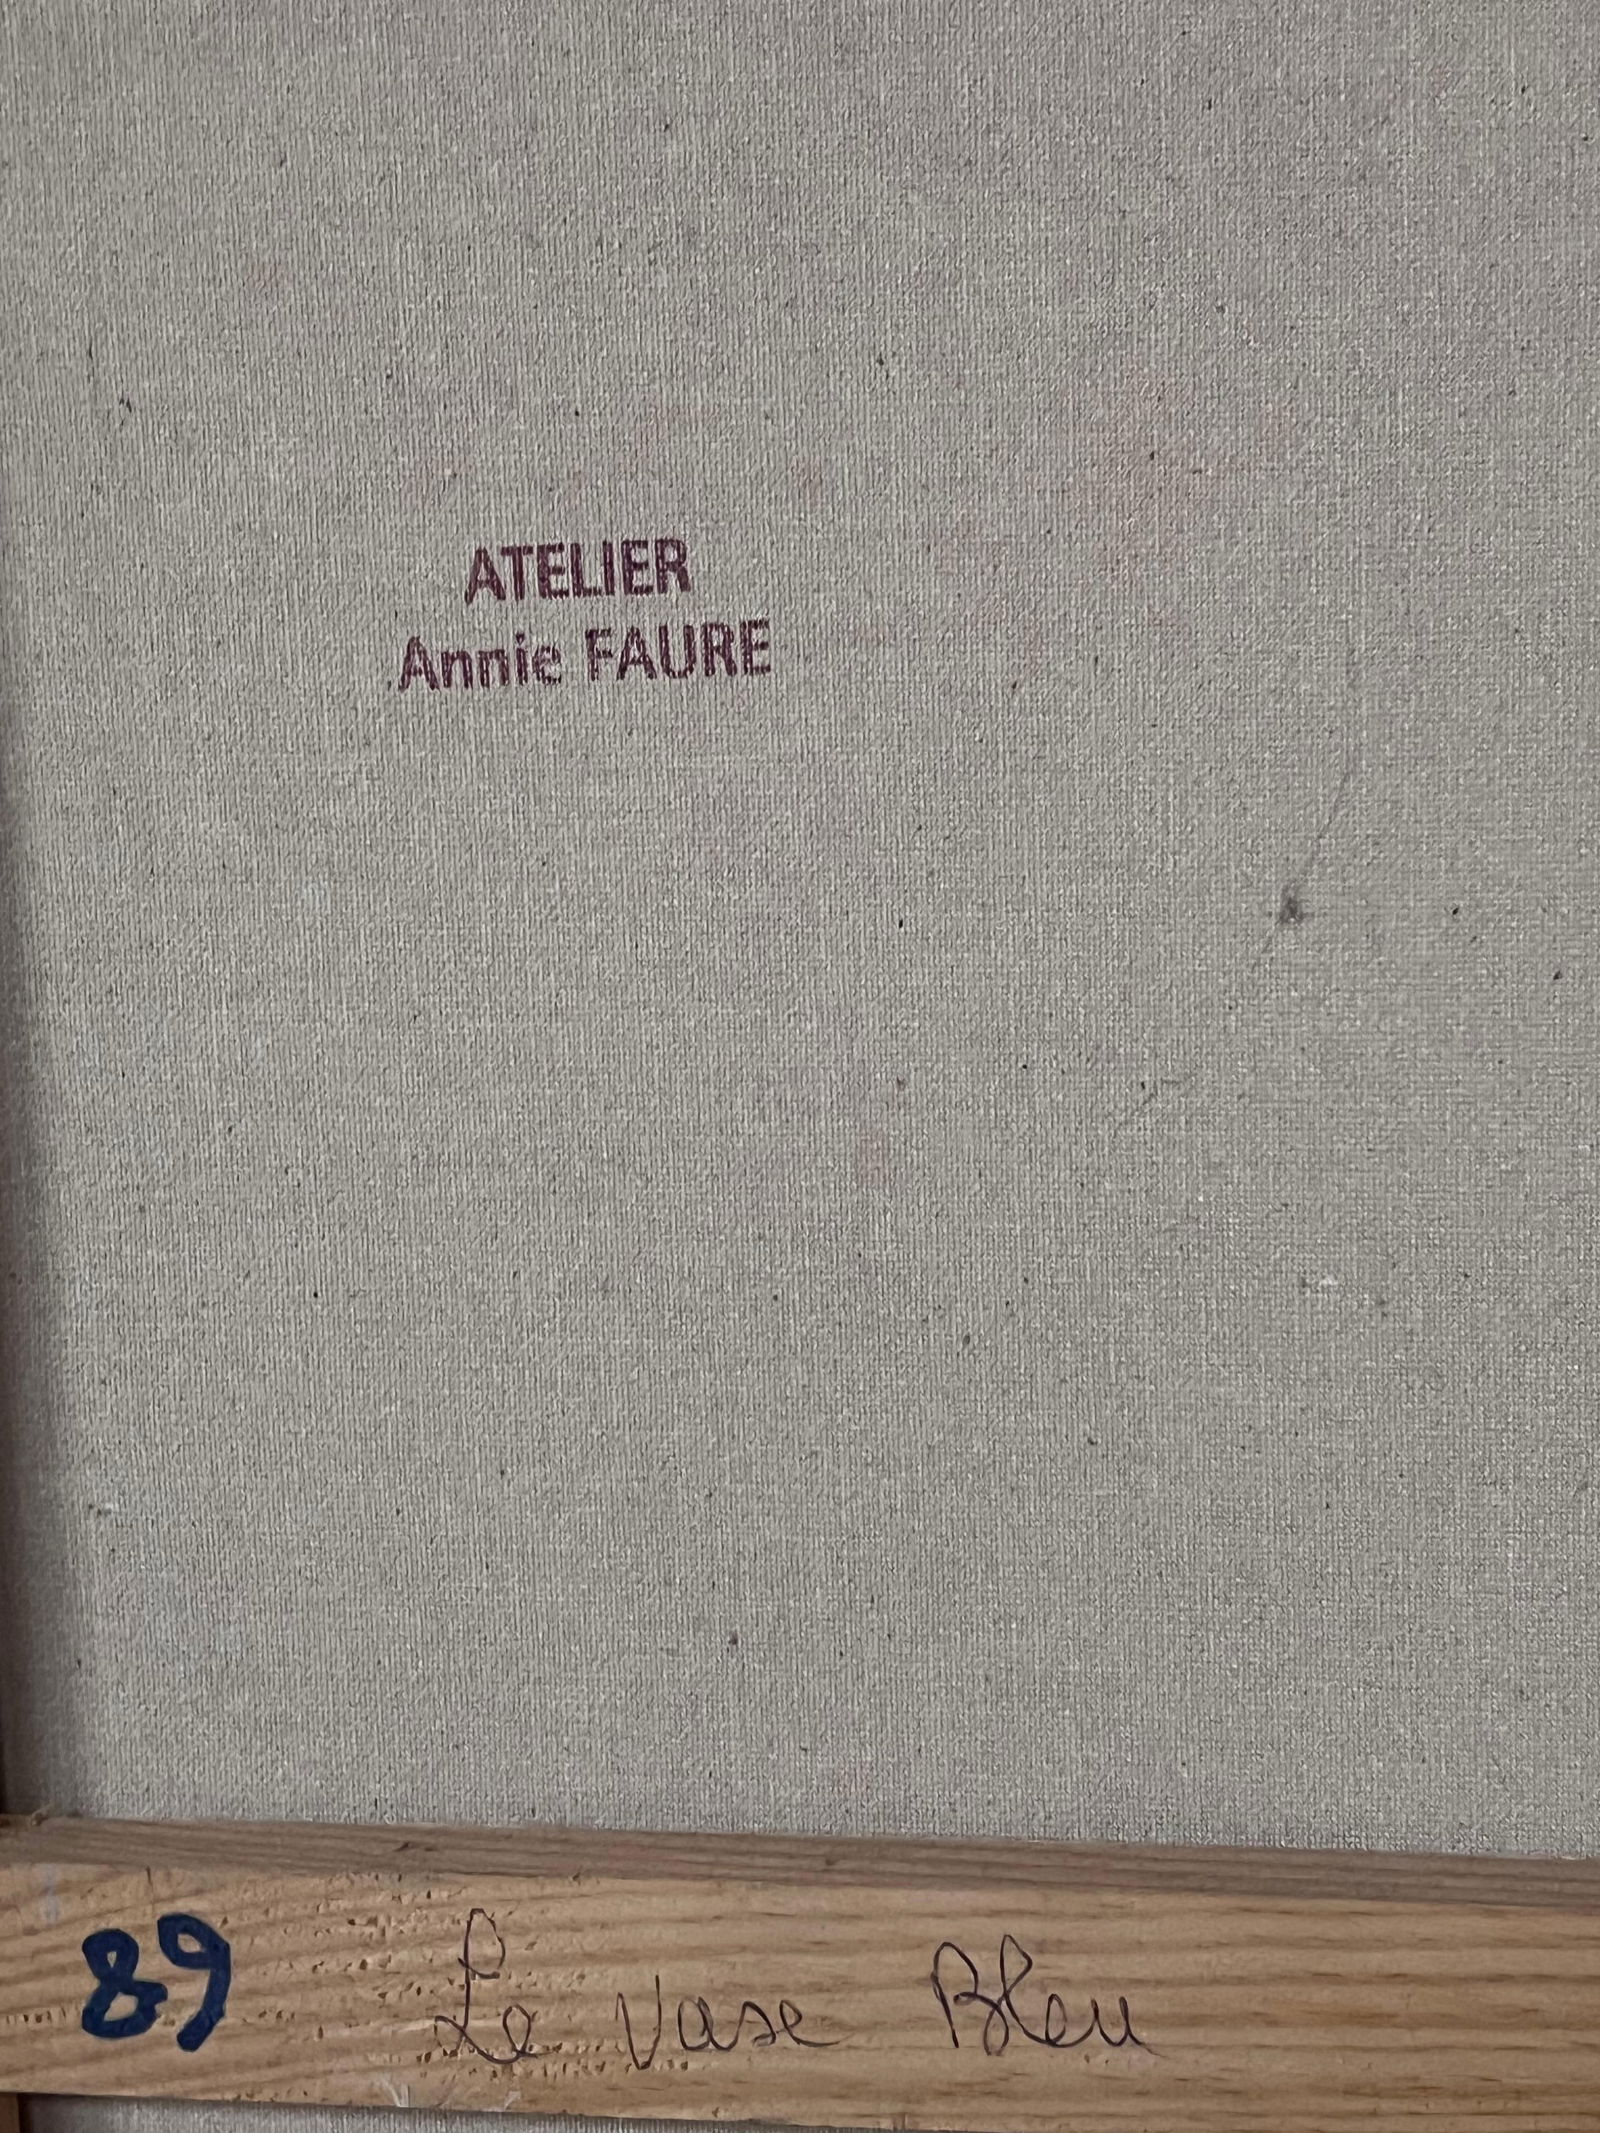 ATELIER
Annie FAURE
89 Le vase Bleu